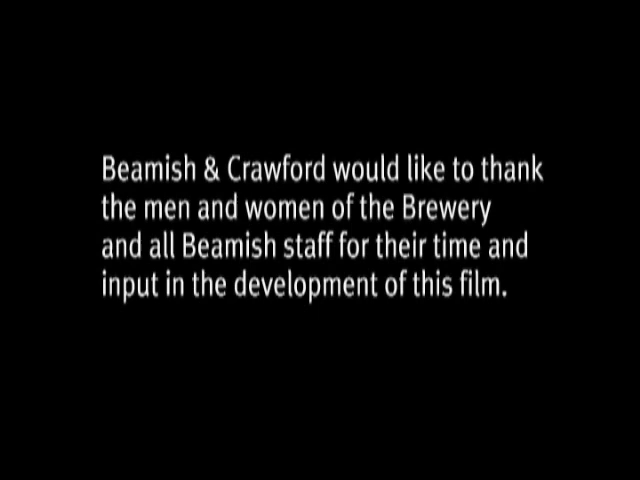 Beamish & Crawford would like to thank
the men and women of the Brewery
and all Beamish staff for their time and
input in the development of this film.